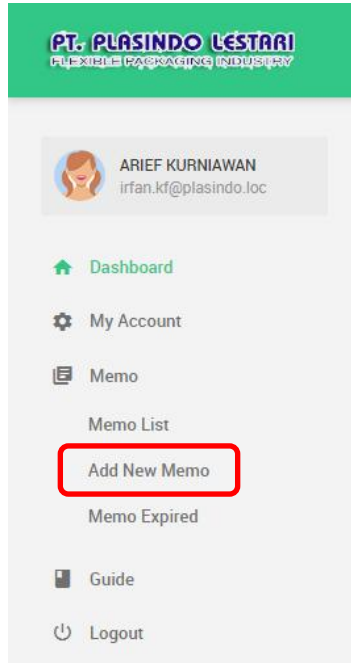 PT. PLASINDO LESTARI
FLEXIBLE PACKAGING INDUSTRY
ARIEF KURNIAWAN
irfan.kf@plasindo.loc
Dashboard
My Account
Memo
Memo List
Add New Memo
Memo Expired
Guide
Logout